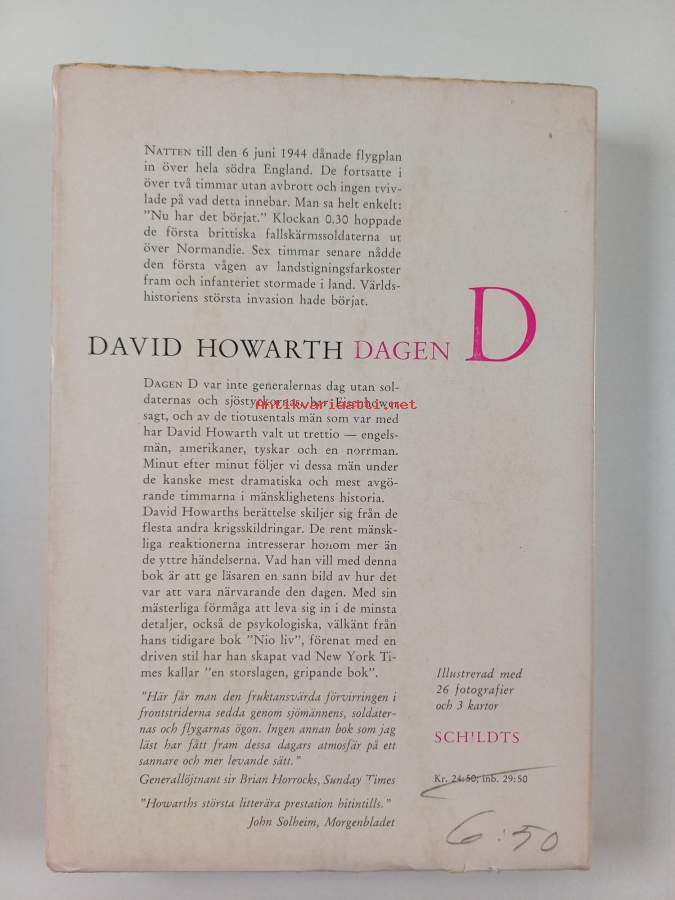 NATTEN till den 6 juni 1944 dånade flygplan
in över hela södra England. De fortsatte i
över två timmar utan avbrott och ingen tviv-
lade på vad detta innebar. Man sa helt enkelt:
"Nu har det börjat." Klockan 0,30 hoppade
de första brittiska fallskärmssoldaterna ut
över Normandie. Sex timmar senare nådde
den första vågen av landstigningsfarkoster
fram och infanteriet stormade i land. Världs-
historiens största invasion hade börjat.
DAVID HOWARTH DAGEN D
DAGEN D var inte generalernas dag utan sol-
daternas och sjöstyckornas, har Eisenhower
Antikvariaatti.net
sagt, och av de tiotusentals män som var med
har David Howarth valt ut trettio — engels-
män, amerikaner, tyskar och en norrman.
Minut efter minut följer vi dessa män under
de kanske mest dramatiska och mest avgö-
rande timmarna i mänsklighetens historia.
David Howarths berättelse skiljer sig från de
flesta andra krigsskildringar. De rent mänsk-
liga reaktionerna intresserar honom mer än
de yttre händelserna. Vad han vill med denna
bok är att ge läsaren en sann bild av hur det
var att vara närvarande den dagen. Med sin
mästerliga förmåga att leva sig in i de minsta
detaljer, också de psykologiska, välkänt från
hans tidigare bok "Nio liv", förenat med en
driven stil har han skapat vad New York Ti-
mes kallar "en storslagen, gripande bok".
"Här får man den fruktansvärda förvirringen i
frontstriderna sedda genom sjömännens, soldater-
nas och flygarnas ögon. Ingen annan bok som jag
läst har fått fram dessa dagars atmosfär på ett
sannare och mer levande sätt."
Generallöjtnant sir Brian Horrocks, Sunday Times
"Howarths största litterära prestation hitintills."
John Solheim, Morgenbladet
Illustrerad med
26 fotografier
och 3 kartor
SCHILDTS
Kr. 24:50, inb. 29:50
6:50